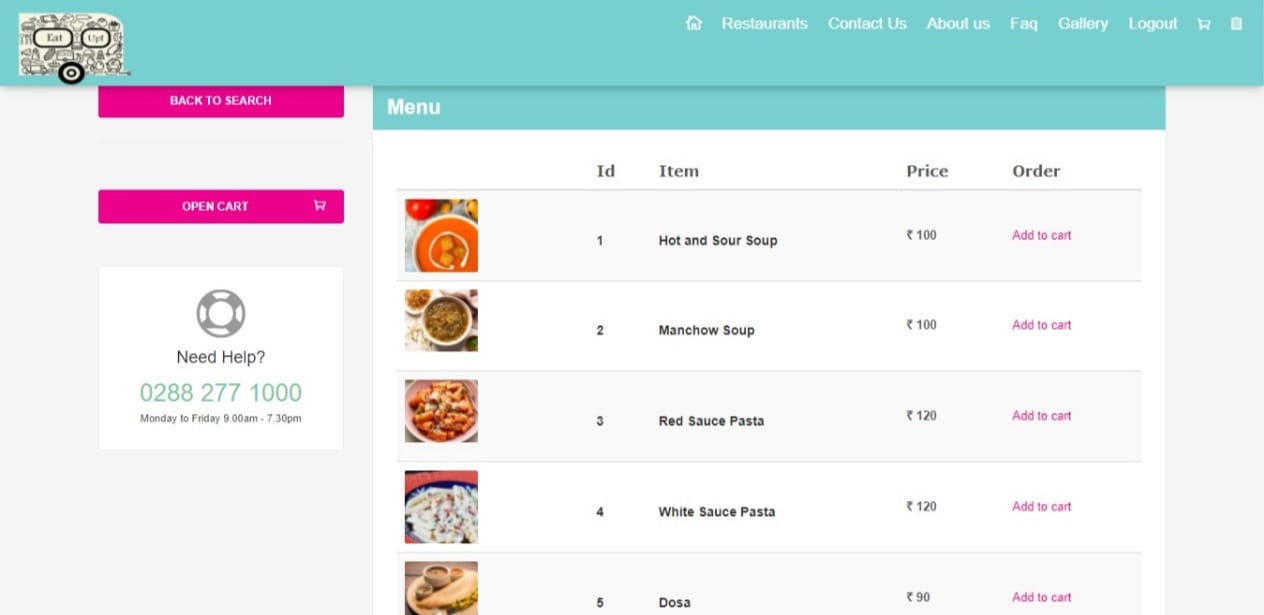 Eat Up!
Restaurants Contact Us About us Faq Gallery Logout
BACK TO SEARCH
OPEN CART
Need Help?
0288 277 1000
Monday to Friday 9.00am - 7.30pm
Menu
Id Item Price Order
1 Hot and Sour Soup ₹ 100 Add to cart
2 Manchow Soup ₹ 100 Add to cart
3 Red Sauce Pasta ₹ 120 Add to cart
4 White Sauce Pasta ₹ 120 Add to cart
5 Dosa ₹ 90 Add to cart